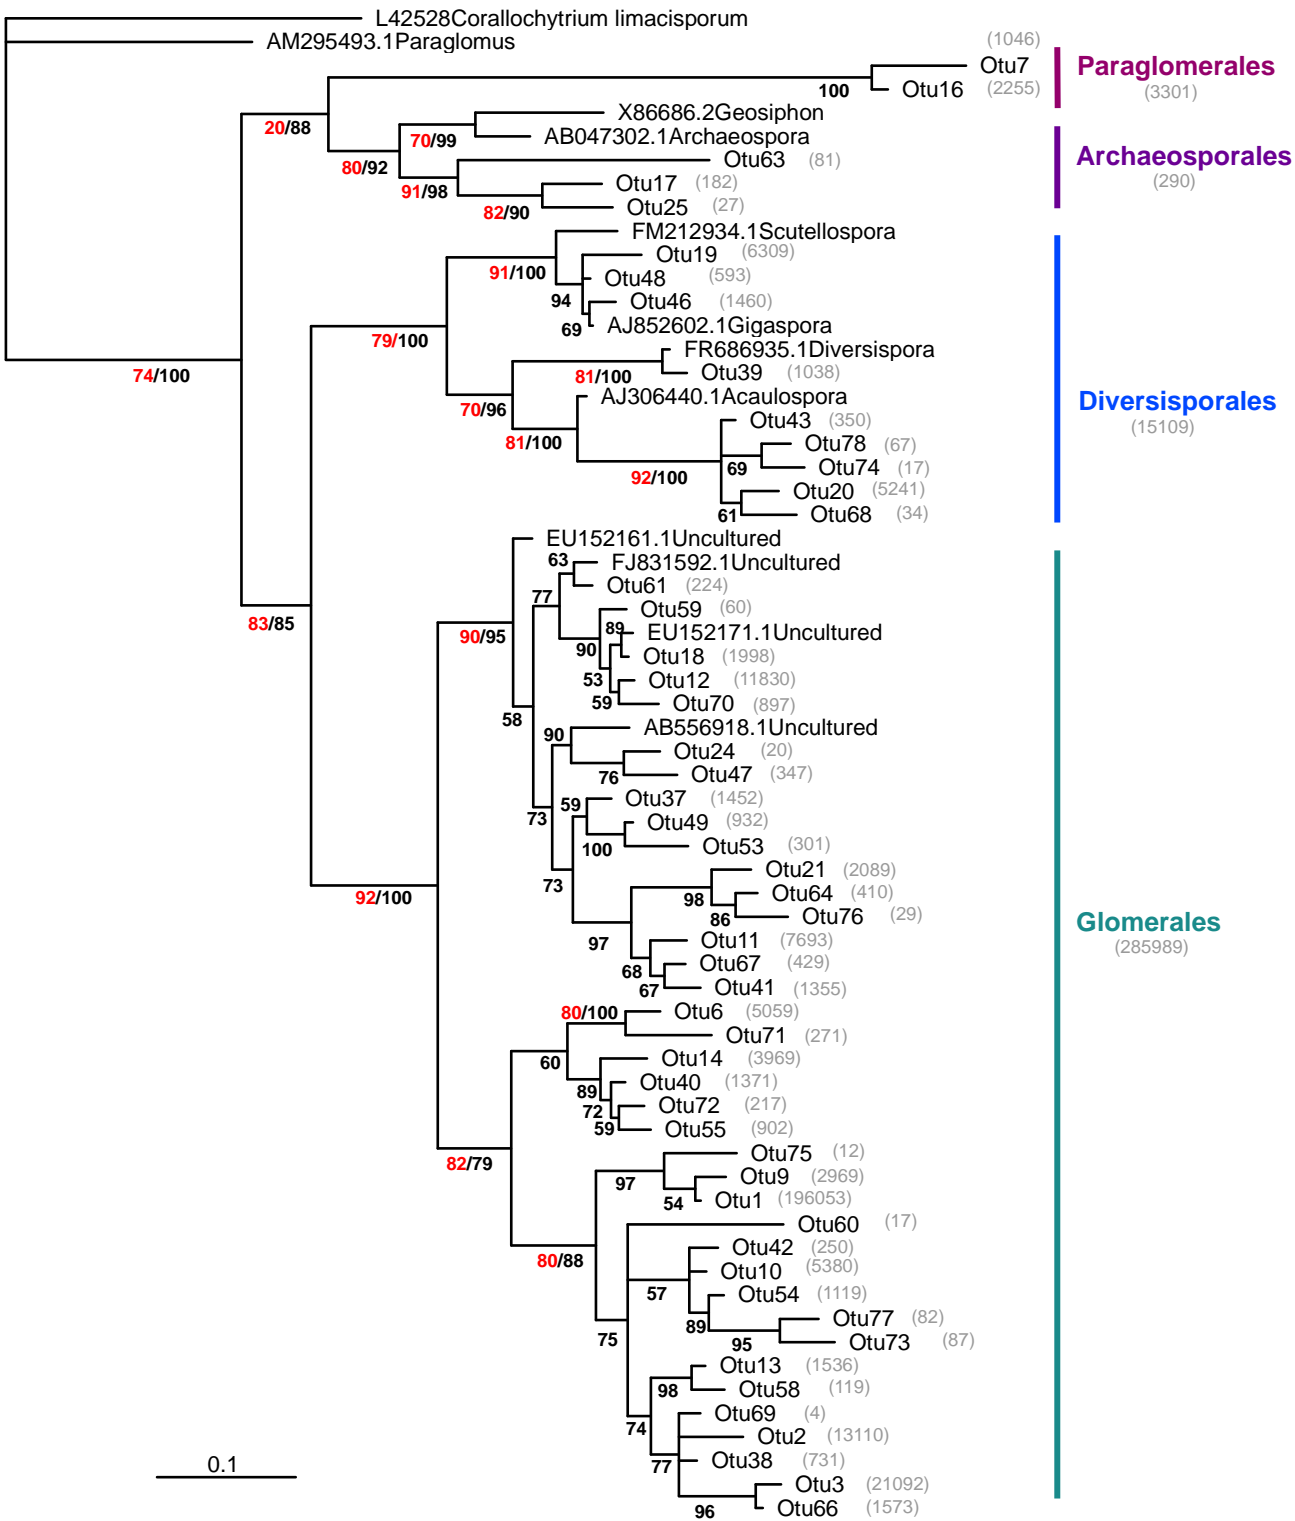 L42528Corallochytrium limacisporum
AM295493.1Paraglomus
(1046)
Otu7
Paraglomerales
100
Otu16 (2255)
(3301)
X86686.2Geosiphon
20/88
70/99
AB047302.1Archaeospora
Archaeosporales
80/92
Otu63 (81)
91/98
Otu17 (182)
(290)
82/90
Otu25 (27)
FM212934.1Scutellospora
Otu19 (6309)
91/100
Otu48 (593)
94
Otu46 (1460)
69
AJ852602.1Gigaspora
79/100
FR686935.1Diversispora
74/100
81/100
Otu39 (1038)
AJ306440.1Acaulospora
Diversisporales
70/96
Otu43 (350)
(15109)
81/100
Otu78 (67)
69
Otu74 (17)
92/100
Otu20 (5241)
61
Otu68 (34)
EU152161.1Uncultured
63
FJ831592.1Uncultured
Otu61 (224)
77
Otu59 (60)
83/85
89
EU152171.1Uncultured
90/95
90
Otu18 (1998)
53
Otu12 (11830)
59
Otu70 (897)
58
AB556918.1Uncultured
90
Otu24 (20)
76
Otu47 (347)
59
Otu37 (1452)
73
Otu49 (932)
100
Otu53 (301)
73
Otu21 (2089)
92/100
98
Otu64 (410)
86
Otu76 (29)
Glomerales
97
Otu11 (7693)
(285989)
68
Otu67 (429)
67
Otu41 (1355)
80/100
Otu6 (5059)
Otu71 (271)
60
Otu14 (3969)
89
Otu40 (1371)
72
Otu72 (217)
59
Otu55 (902)
82/79
Otu75 (12)
97
Otu9 (2969)
54
Otu1 (196053)
Otu60 (17)
Otu42 (250)
80/88
Otu10 (5380)
57
Otu54 (1119)
89
Otu77 (82)
75
95
Otu73 (87)
Otu13 (1536)
98
Otu58 (119)
Otu69 (4)
74
Otu2 (13110)
77
Otu38 (731)
0.1
Otu3 (21092)
96
Otu66 (1573)